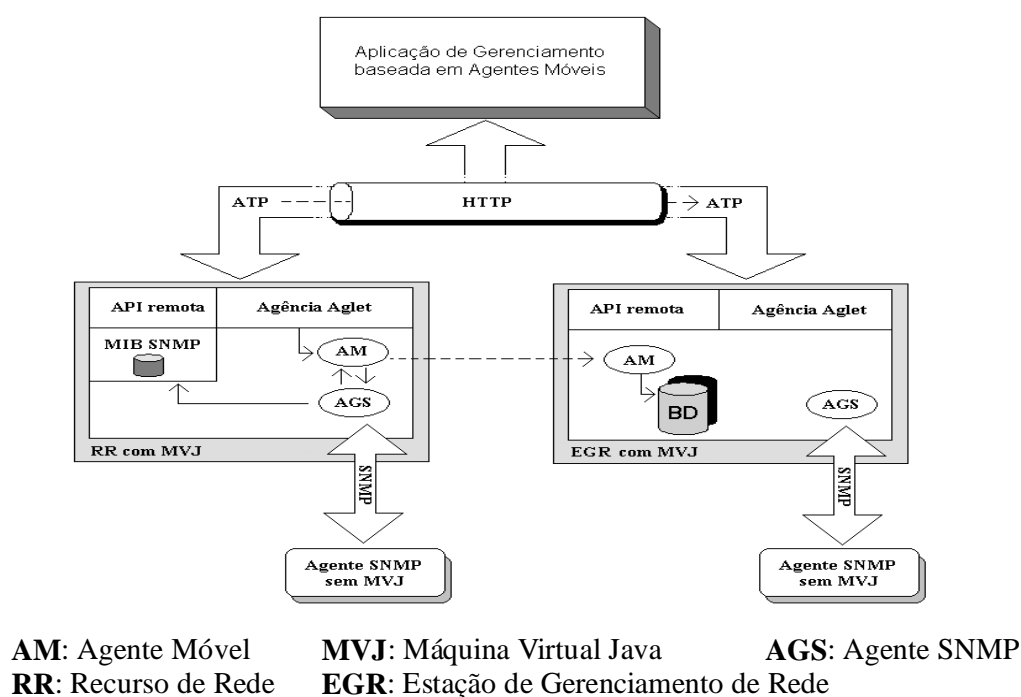 Aplicação de Gerenciamento
baseada em Agentes Móveis
ATP
HTTP
ATP
API remota
Agência Aglet
MIB SNMP
AM
AGS
RR com MVJ
API remota
Agência Aglet
AM
BD
AGS
EGR com MVJ
SNMP
SNMP
Agente SNMP
sem MVJ
Agente SNMP
sem MVJ
AM: Agente Móvel MVJ: Máquina Virtual Java AGS: Agente SNMP
RR: Recurso de Rede EGR: Estação de Gerenciamento de Rede